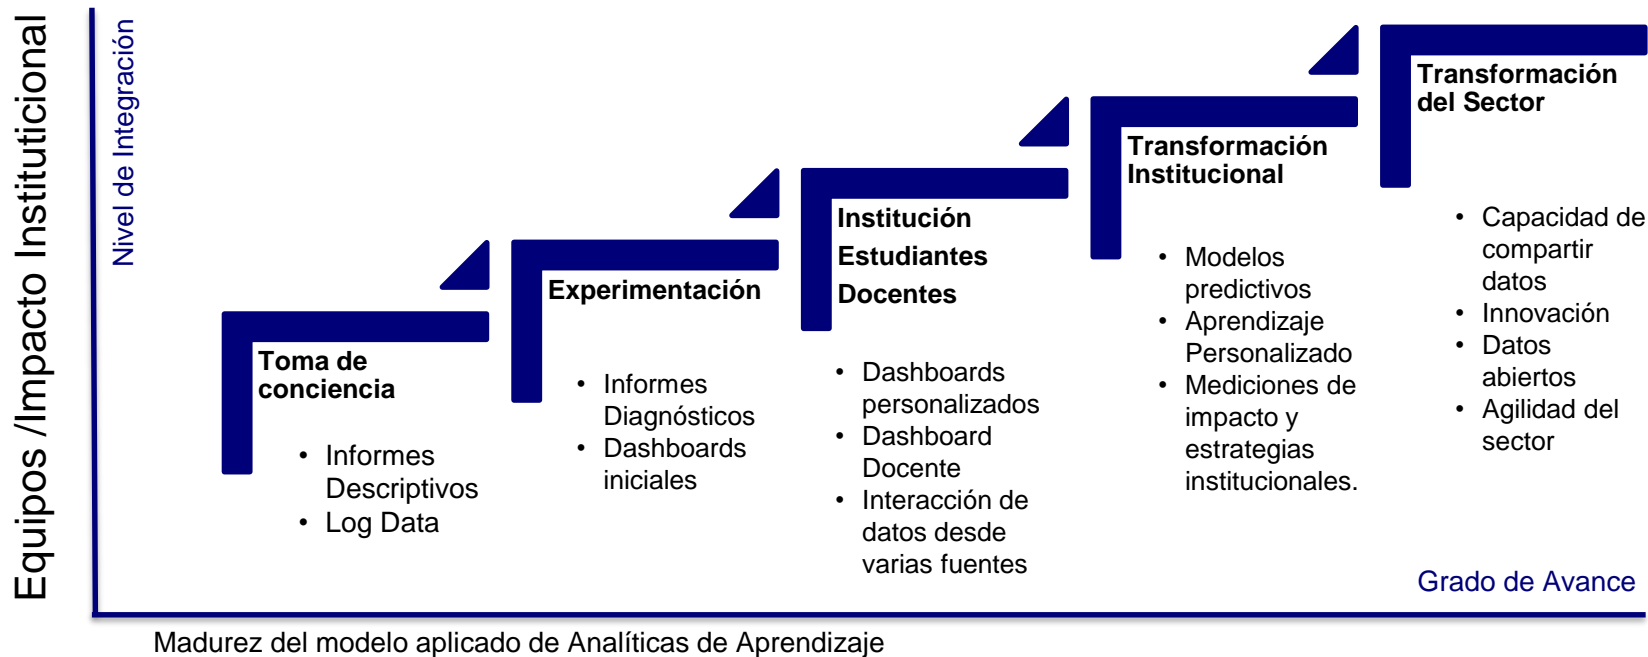 Equipos /Impacto Instituticional
Nivel de Integración
Toma de
conciencia
• Informes
Descriptivos
• Log Data
Experimentación
• Informes
Diagnósticos
• Dashboards
iniciales
Institución
Estudiantes
Docentes
• Dashboards
personalizados
• Dashboard
Docente
• Interacción de
datos desde
varias fuentes
Transformación
Institucional
• Modelos
predictivos
• Aprendizaje
Personalizado
• Mediciones de
impacto y
estrategias
institucionales.
Transformación
del Sector
• Capacidad de
compartir
datos
• Innovación
• Datos
abiertos
• Agilidad del
sector
Grado de Avance
Madurez del modelo aplicado de Analíticas de Aprendizaje